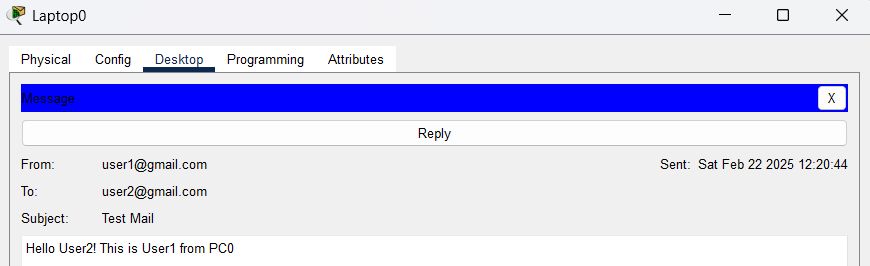 Laptop0
Physical Config Desktop Programming Attributes
Message X
Reply
From: user1@gmail.com Sent: Sat Feb 22 2025 12:20:44
To: user2@gmail.com
Subject: Test Mail
Hello User2! This is User1 from PC0